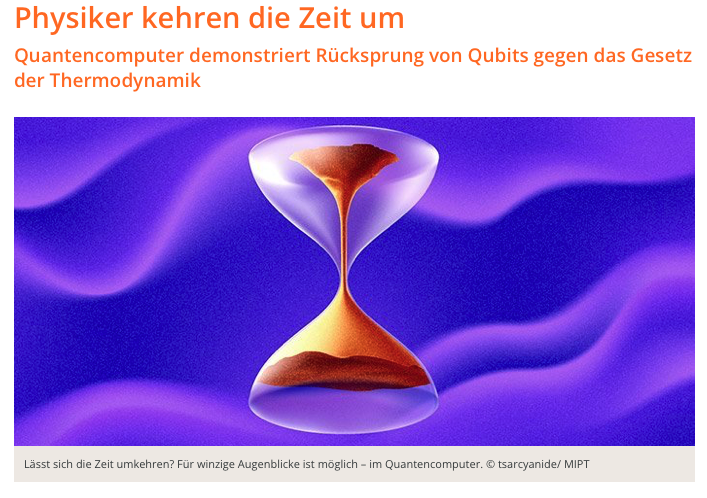 Physiker kehren die Zeit um
Quantencomputer demonstriert Rücksprung von Qubits gegen das Gesetz
der Thermodynamik
Lässt sich die Zeit umkehren? Für winzige Augenblicke ist möglich – im Quantencomputer. © tsarcyanide/ MIPT